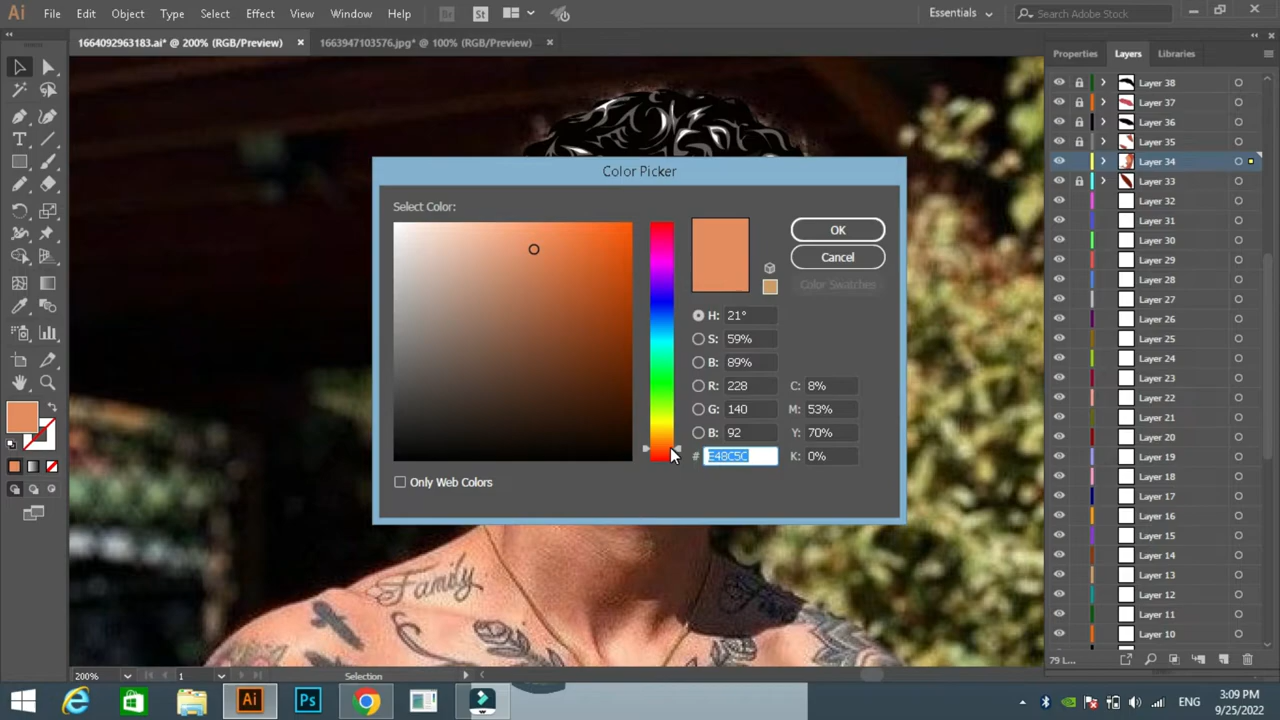 Ai File Edit Object Type Select Effect View Window Help Br St Essentials Search Adobe Stock
1664092963183.ai* @ 200% (RGB/Preview) × 1663947103576.jpg* @ 100% (RGB/Preview) ×
Properties Layers Libraries
Layer 38
Layer 37
Layer 36
Layer 35
Layer 34
Layer 33
Layer 32
Layer 31
Layer 30
Layer 29
Layer 28
Layer 27
Layer 26
Layer 25
Layer 24
Layer 23
Layer 22
Layer 21
Layer 20
Layer 19
Layer 18
Layer 17
Layer 16
Layer 15
Layer 14
Layer 13
Layer 12
Layer 11
Layer 10
79 L...
Color Picker
Select Color:
OK
Cancel
Color Swatches
H: 21°
S: 59%
B: 89%
R: 228 C: 8%
G: 140 M: 53%
B: 92 Y: 70%
# E48C5C K: 0%
Only Web Colors
Family
200% 1 Selection
Ai Ps ENG 3:09 PM
9/25/2022